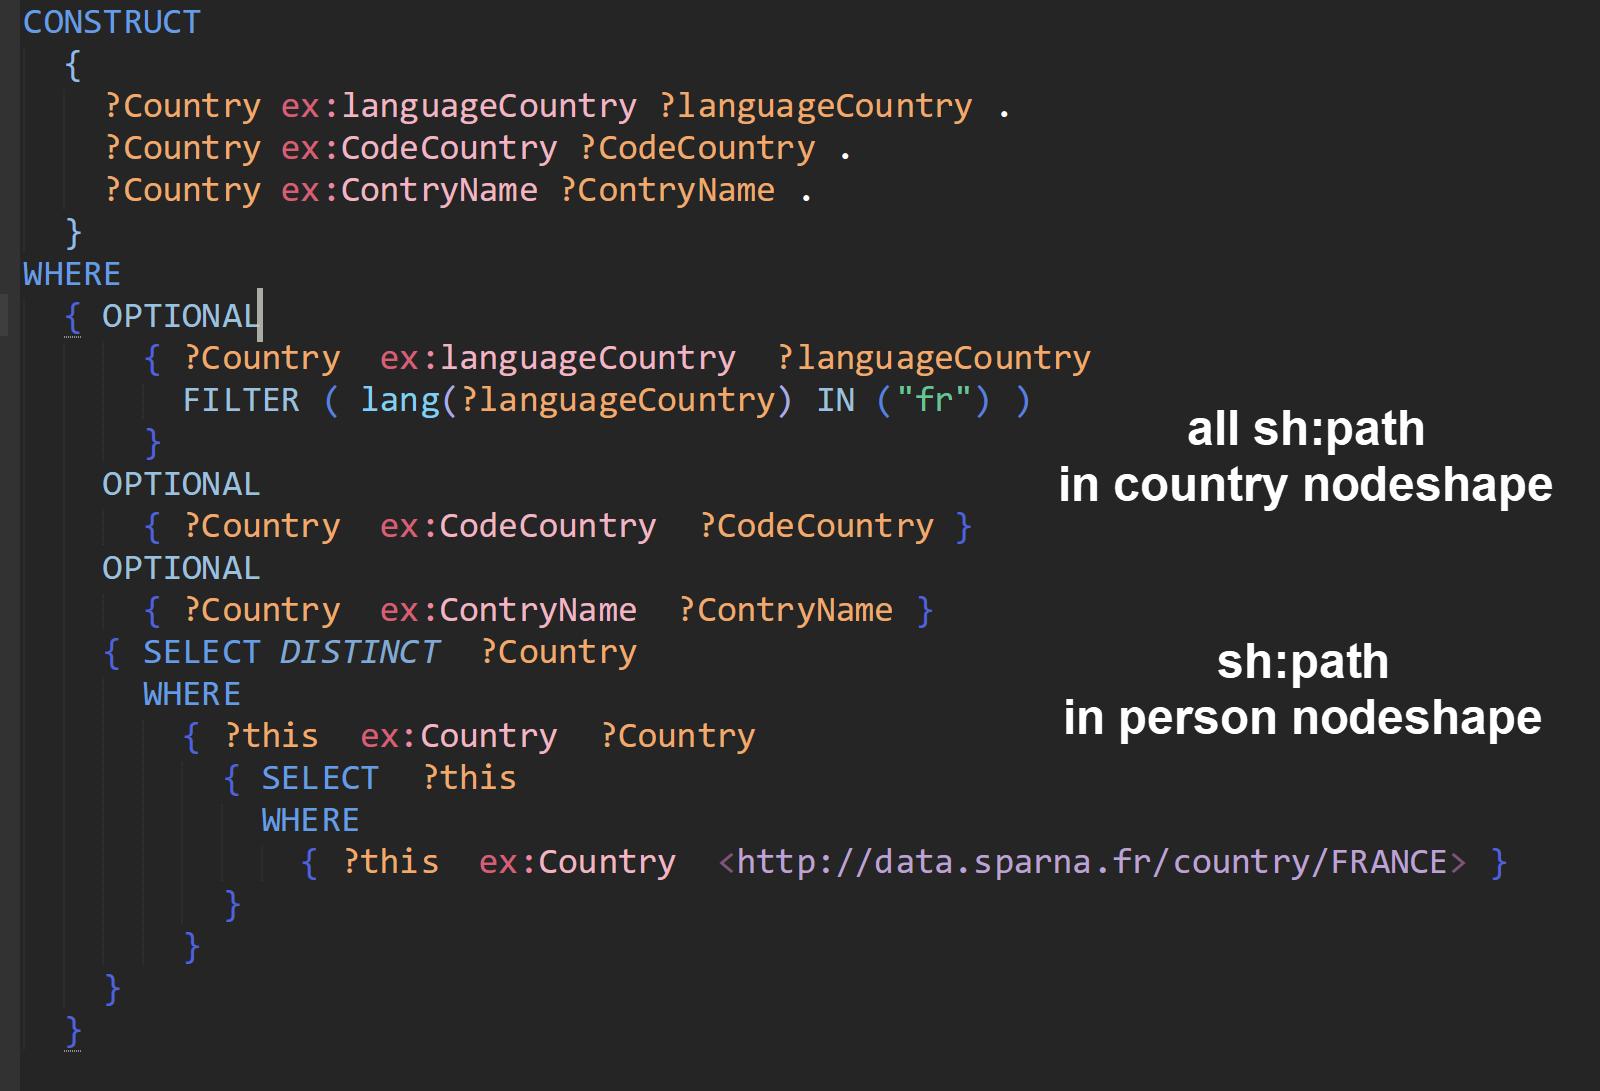 CONSTRUCT
{
?Country ex:languageCountry ?languageCountry .
?Country ex:CodeCountry ?CodeCountry .
?Country ex:ContryName ?ContryName .
}
WHERE
{ OPTIONAL
{ ?Country ex:languageCountry ?languageCountry
FILTER ( lang(?languageCountry) IN ("fr") )
}
OPTIONAL
{ ?Country ex:CodeCountry ?CodeCountry }
OPTIONAL
{ ?Country ex:ContryName ?ContryName }
{ SELECT DISTINCT ?Country
WHERE
{ ?this ex:Country ?Country
{ SELECT ?this
WHERE
{ ?this ex:Country <http://data.sparna.fr/country/FRANCE> }
}
}
}
}
all sh:path
in country nodeshape
sh:path
in person nodeshape